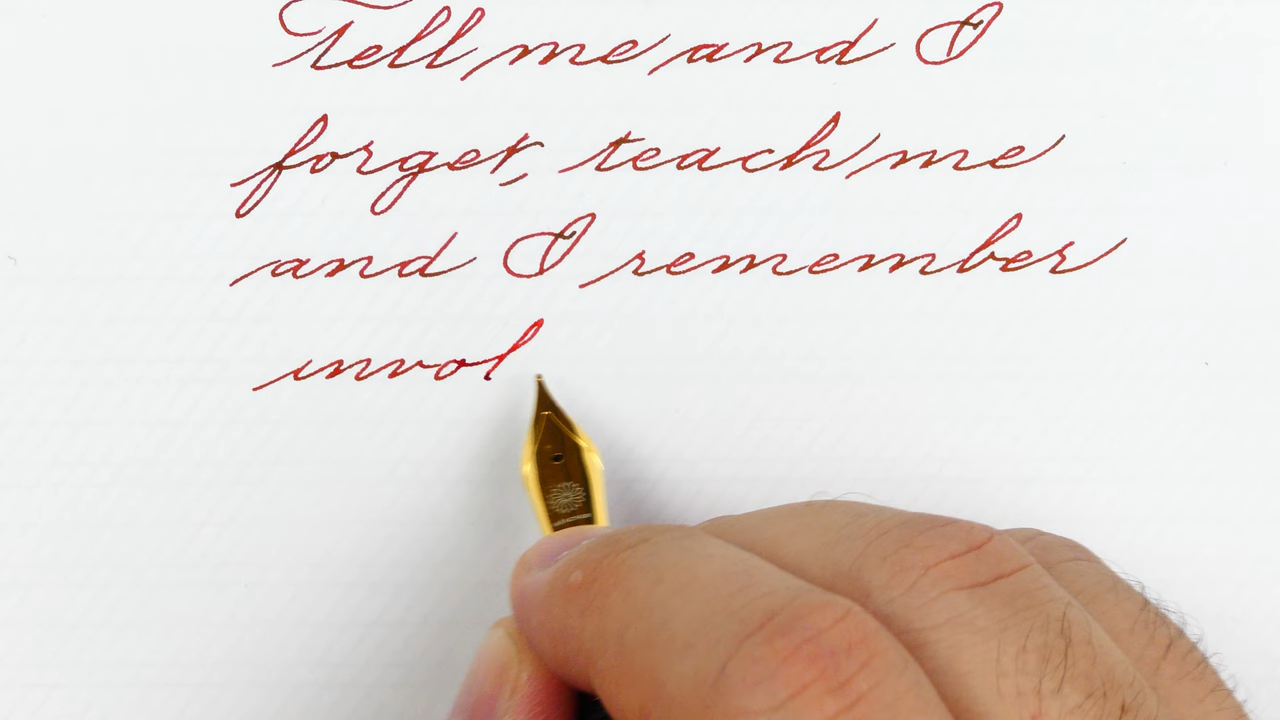 Tell me and I
forget, teach me
and I remember
invol